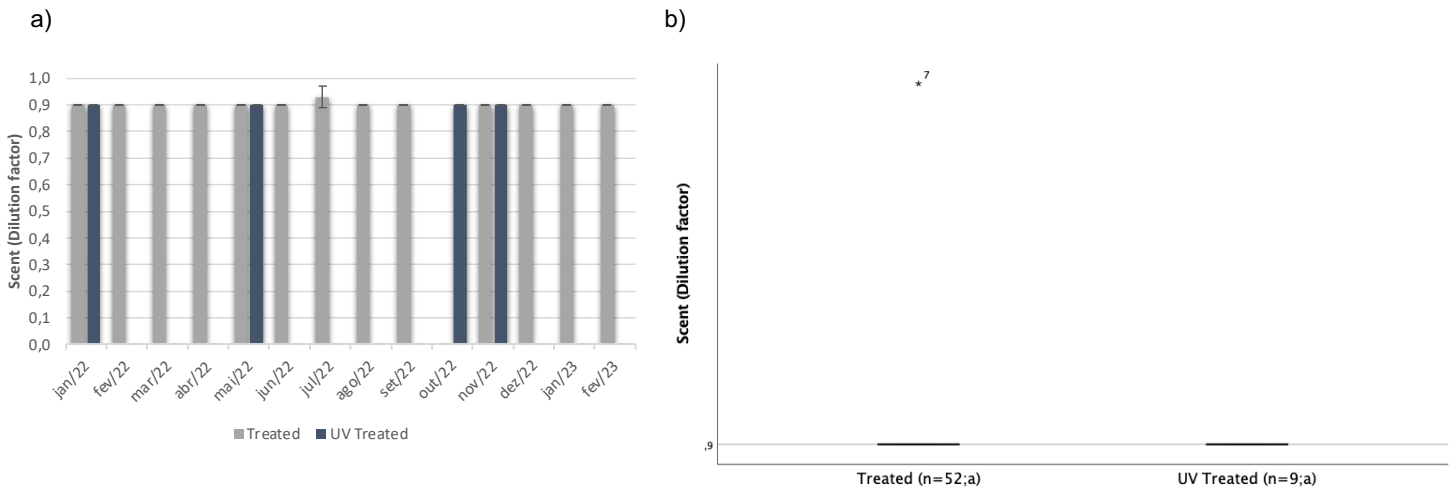 a)
Scent (Dilution factor)
1,0
0,9
0,8
0,7
0,6
0,5
0,4
0,3
0,2
0,1
0,0
jan/22 fev/22 mar/22 abr/22 mai/22 jun/22 jul/22 ago/22 set/22 out/22 nov/22 dez/22 jan/23 fev/23
Treated UV Treated
b)
Scent (Dilution factor)
*7
,9
Treated (n=52;a) UV Treated (n=9;a)